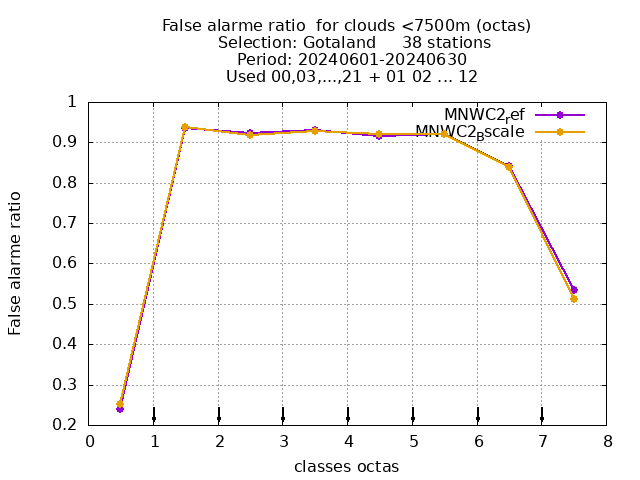 False alarme ratio  for clouds <7500m (octas)
Selection: Gotaland     38 stations
Period: 20240601-20240630
Used 00,03,...,21 + 01 02 ... 12
MNWC2ref
MNWC2Bscale
False alarme ratio
1
0.9
0.8
0.7
0.6
0.5
0.4
0.3
0.2
0 1 2 3 4 5 6 7 8
classes octas